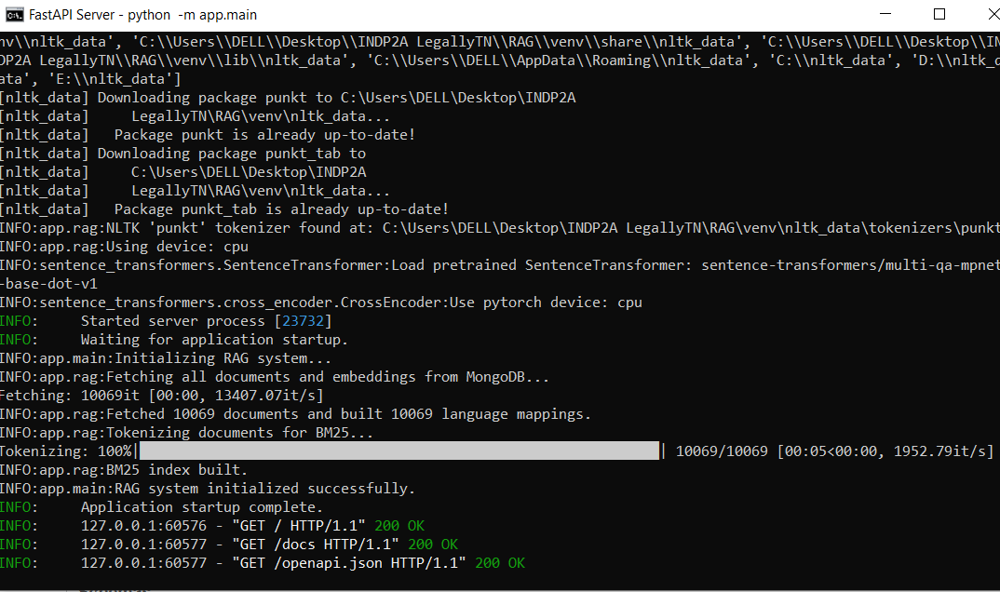 FastAPI Server - python  -m app.main
nv\\nltk_data', 'C:\\Users\\DELL\\Desktop\\INDP2A LegallyTN\\RAG\\venv\\share\\nltk_data', 'C:\\Users\\DELL\\Desktop\\IN
DP2A LegallyTN\\RAG\\venv\\lib\\nltk_data', 'C:\\Users\\DELL\\AppData\\Roaming\\nltk_data', 'C:\\nltk_data', 'D:\\nltk_d
ata', 'E:\\nltk_data']
[nltk_data] Downloading package punkt to C:\Users\DELL\Desktop\INDP2A
[nltk_data]     LegallyTN\RAG\venv\nltk_data...
[nltk_data]   Package punkt is already up-to-date!
[nltk_data] Downloading package punkt_tab to
[nltk_data]     C:\Users\DELL\Desktop\INDP2A
[nltk_data]     LegallyTN\RAG\venv\nltk_data...
[nltk_data]   Package punkt_tab is already up-to-date!
INFO:app.rag:NLTK 'punkt' tokenizer found at: C:\Users\DELL\Desktop\INDP2A LegallyTN\RAG\venv\nltk_data\tokenizers\punkt
INFO:app.rag:Using device: cpu
INFO:sentence_transformers.SentenceTransformer:Load pretrained SentenceTransformer: sentence-transformers/multi-qa-mpnet
-base-dot-v1
INFO:sentence_transformers.cross_encoder.CrossEncoder:Use pytorch device: cpu
INFO:     Started server process [23732]
INFO:     Waiting for application startup.
INFO:app.main:Initializing RAG system...
INFO:app.rag:Fetching all documents and embeddings from MongoDB...
Fetching: 10069it [00:00, 13407.07it/s]
INFO:app.rag:Fetched 10069 documents and built 10069 language mappings.
INFO:app.rag:Tokenizing documents for BM25...
Tokenizing: 100%| | 10069/10069 [00:05<00:00, 1952.79it/s]
INFO:app.rag:BM25 index built.
INFO:app.main:RAG system initialized successfully.
INFO:     Application startup complete.
INFO:     127.0.0.1:60576 - "GET / HTTP/1.1" 200 OK
INFO:     127.0.0.1:60577 - "GET /docs HTTP/1.1" 200 OK
INFO:     127.0.0.1:60577 - "GET /openapi.json HTTP/1.1" 200 OK